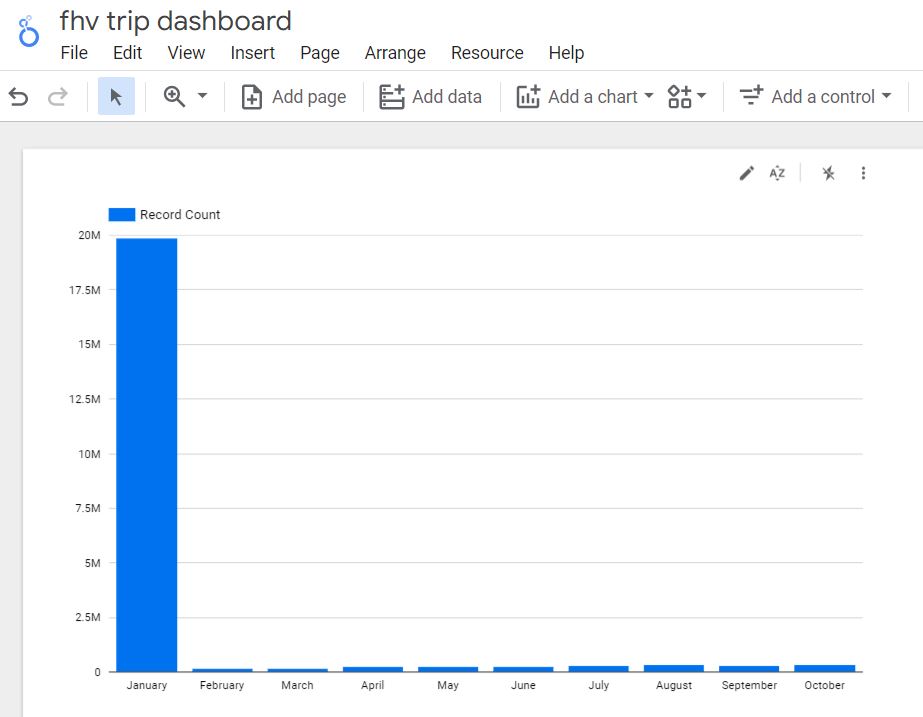 fhv trip dashboard
File Edit View Insert Page Arrange Resource Help
Add page Add data Add a chart Add a control
AZ
Record Count
20M
17.5M
15M
12.5M
10M
7.5M
5M
2.5M
0
January February March April May June July August September October